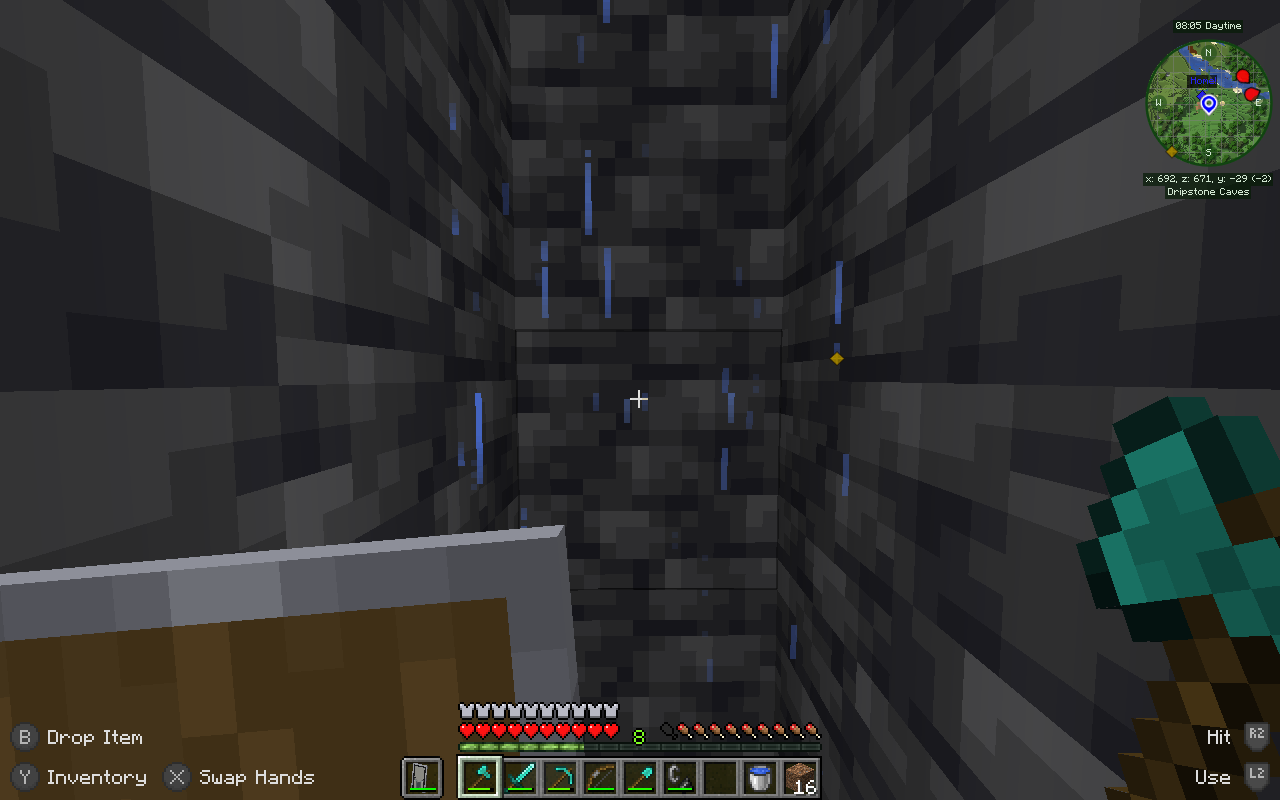 08:05 Daytime
N
W
E
S
x: 692, z: 671, y: -29 (-2)
Dripstone Caves
8
B Drop Item
Hit R2
Y Inventory X Swap Hands
16
Use L2